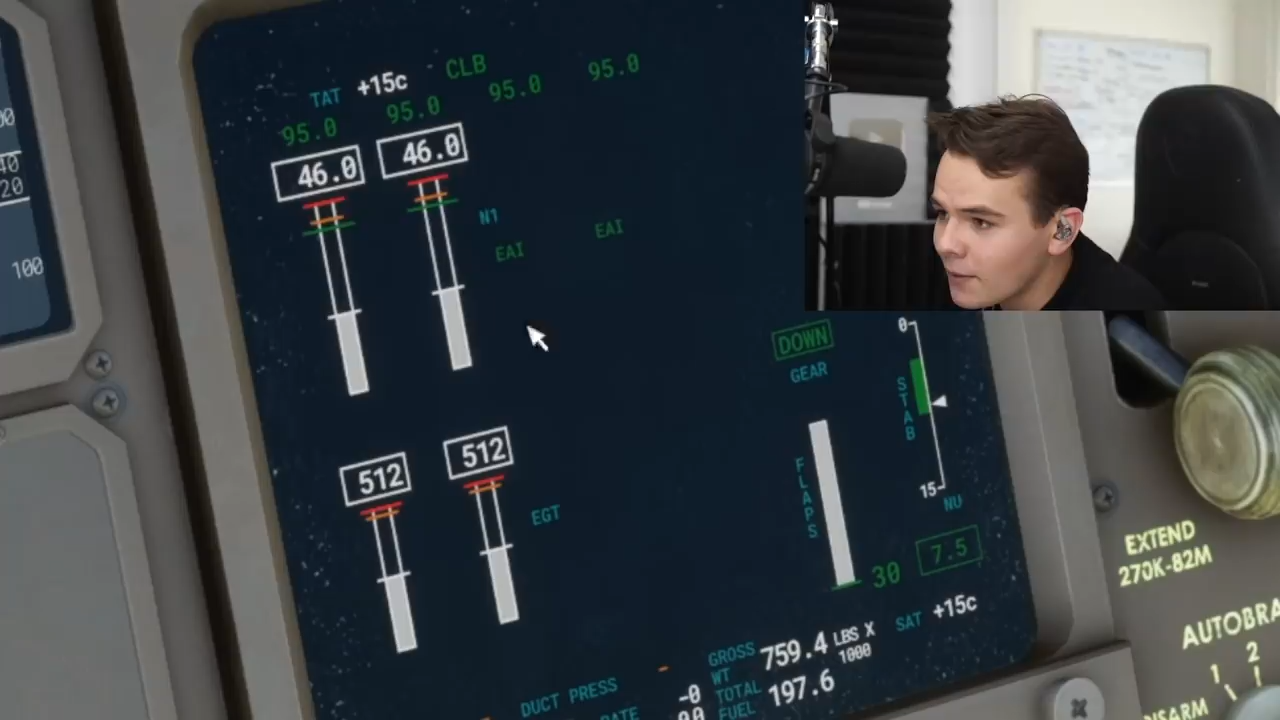 TAT +15c CLB
95.0 95.0 95.0 95.0
46.0 46.0
N1
EAI EAI
DOWN
GEAR
0
STAB
15
NU
FLAPS
30
7.5
512 512
EGT
GROSS WT 759.4 LBS X 1000
SAT +15c
TOTAL FUEL 197.6
DUCT PRESS
-0
100
20
EXTEND
270K-82M
1 2